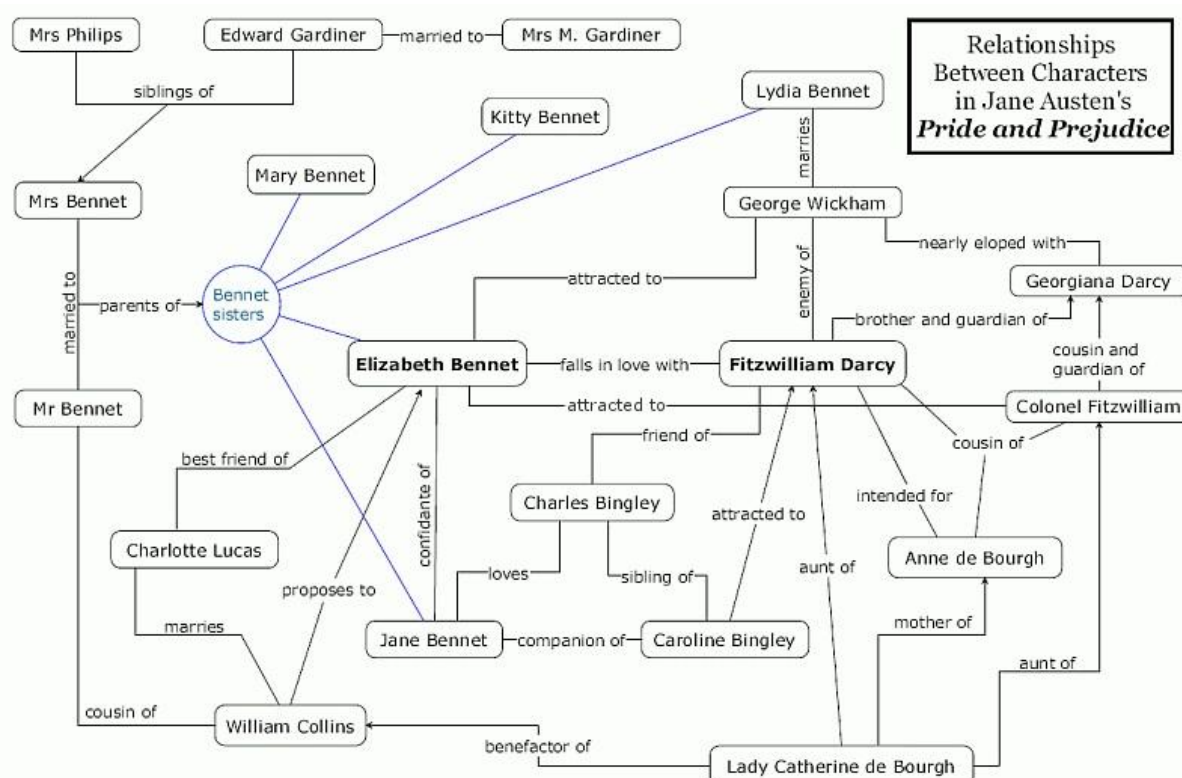 Mrs Philips
Edward Gardiner
married to
Mrs M. Gardiner
Relationships
Between Characters
in Jane Austen's
Pride and Prejudice
siblings of
Lydia Bennet
Kitty Bennet
marries
Mary Bennet
Mrs Bennet
George Wickham
nearly eloped with
attracted to
Georgiana Darcy
married to
parents of
Bennet
sisters
enemy of
brother and guardian of
Elizabeth Bennet
falls in love with
Fitzwilliam Darcy
cousin and
guardian of
Mr Bennet
attracted to
Colonel Fitzwilliam
friend of
cousin of
best friend of
confidante of
Charles Bingley
intended for
attracted to
Charlotte Lucas
Anne de Bourgh
loves
sibling of
aunt of
proposes to
mother of
marries
Jane Bennet
companion of
Caroline Bingley
aunt of
cousin of
William Collins
benefactor of
Lady Catherine de Bourgh